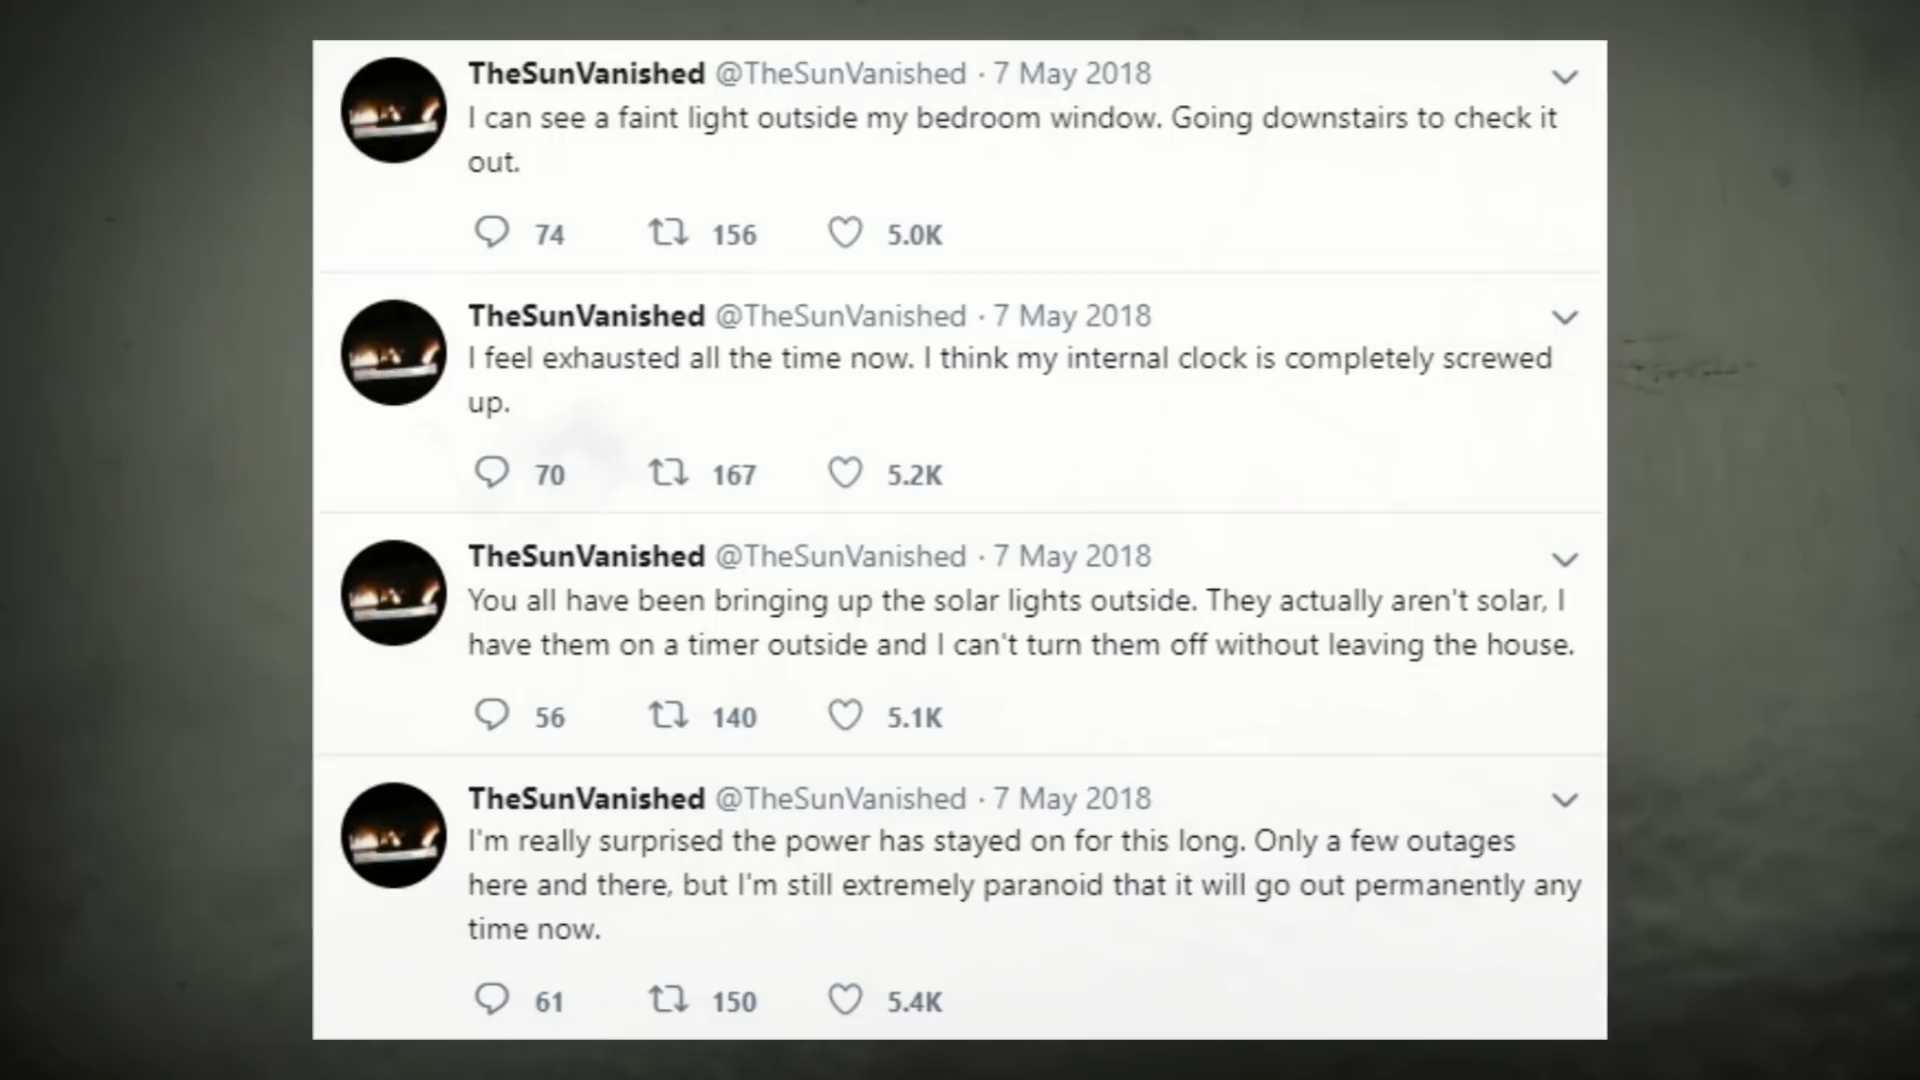 TheSunVanished @TheSunVanished · 7 May 2018
I can see a faint light outside my bedroom window. Going downstairs to check it
out.
74 156 5.0K
TheSunVanished @TheSunVanished · 7 May 2018
I feel exhausted all the time now. I think my internal clock is completely screwed
up.
70 167 5.2K
TheSunVanished @TheSunVanished · 7 May 2018
You all have been bringing up the solar lights outside. They actually aren't solar, I
have them on a timer outside and I can't turn them off without leaving the house.
56 140 5.1K
TheSunVanished @TheSunVanished · 7 May 2018
I'm really surprised the power has stayed on for this long. Only a few outages
here and there, but I'm still extremely paranoid that it will go out permanently any
time now.
61 150 5.4K